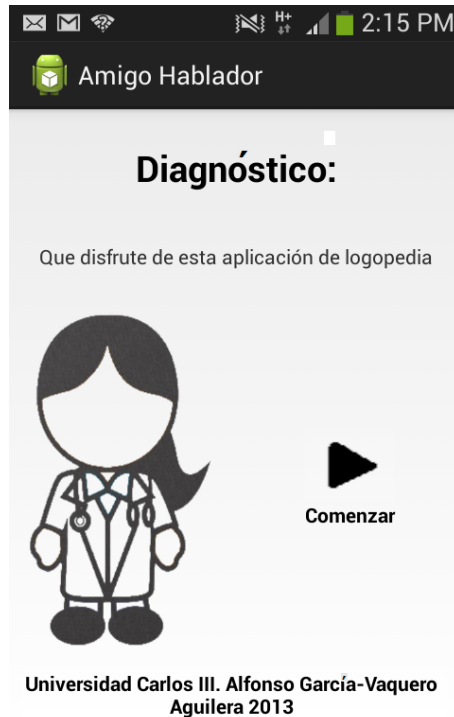 H+ 2:15 PM
Amigo Hablador
Diagnóstico:
Que disfrute de esta aplicación de logopedia
Comenzar
Universidad Carlos III. Alfonso García-Vaquero
Aguilera 2013